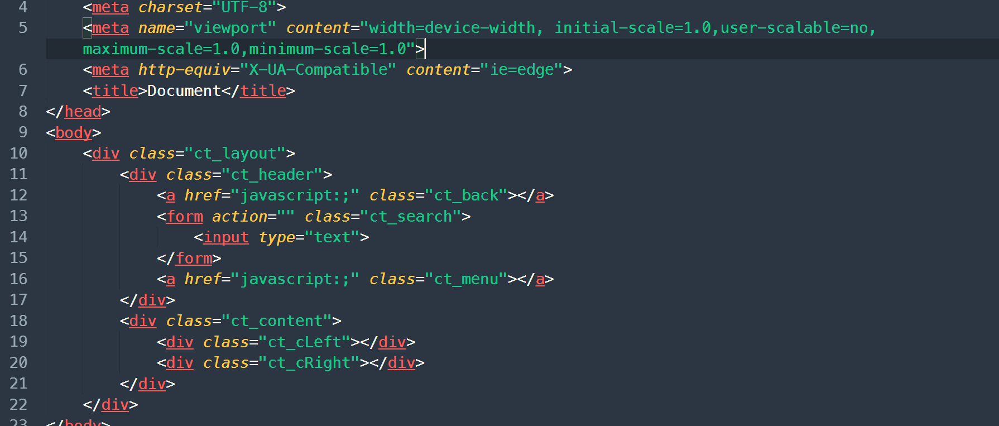 4 <meta charset="UTF-8">
5 <meta name="viewport" content="width=device-width, initial-scale=1.0,user-scalable=no,
maximum-scale=1.0,minimum-scale=1.0">
6 <meta http-equiv="X-UA-Compatible" content="ie=edge">
7 <title>Document</title>
8 </head>
9 <body>
10 <div class="ct_layout">
11 <div class="ct_header">
12 <a href="javascript:;" class="ct_back"></a>
13 <form action="" class="ct_search">
14 <input type="text">
15 </form>
16 <a href="javascript:;" class="ct_menu"></a>
17 </div>
18 <div class="ct_content">
19 <div class="ct_cLeft"></div>
20 <div class="ct_cRight"></div>
21 </div>
22 </div>
23 </body>